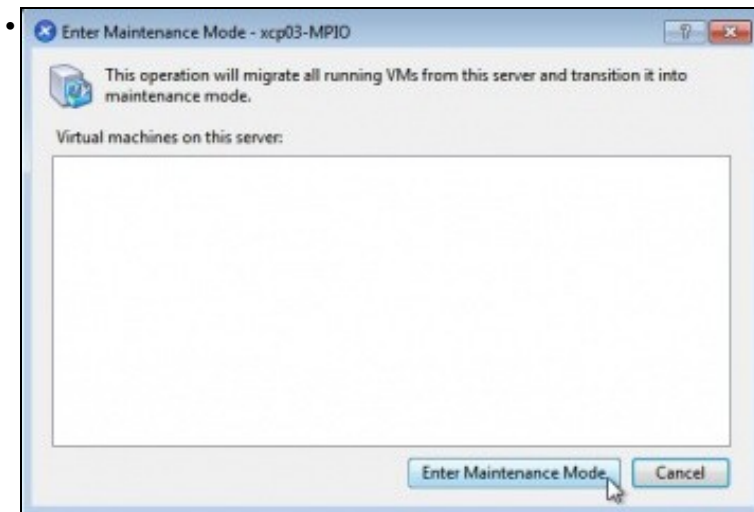 Enter Maintenance Mode - xcp03-MPIO
This operation will migrate all running VMs from this server and transition it into
maintenance mode.
Virtual machines on this server:
Enter Maintenance Mode
Cancel